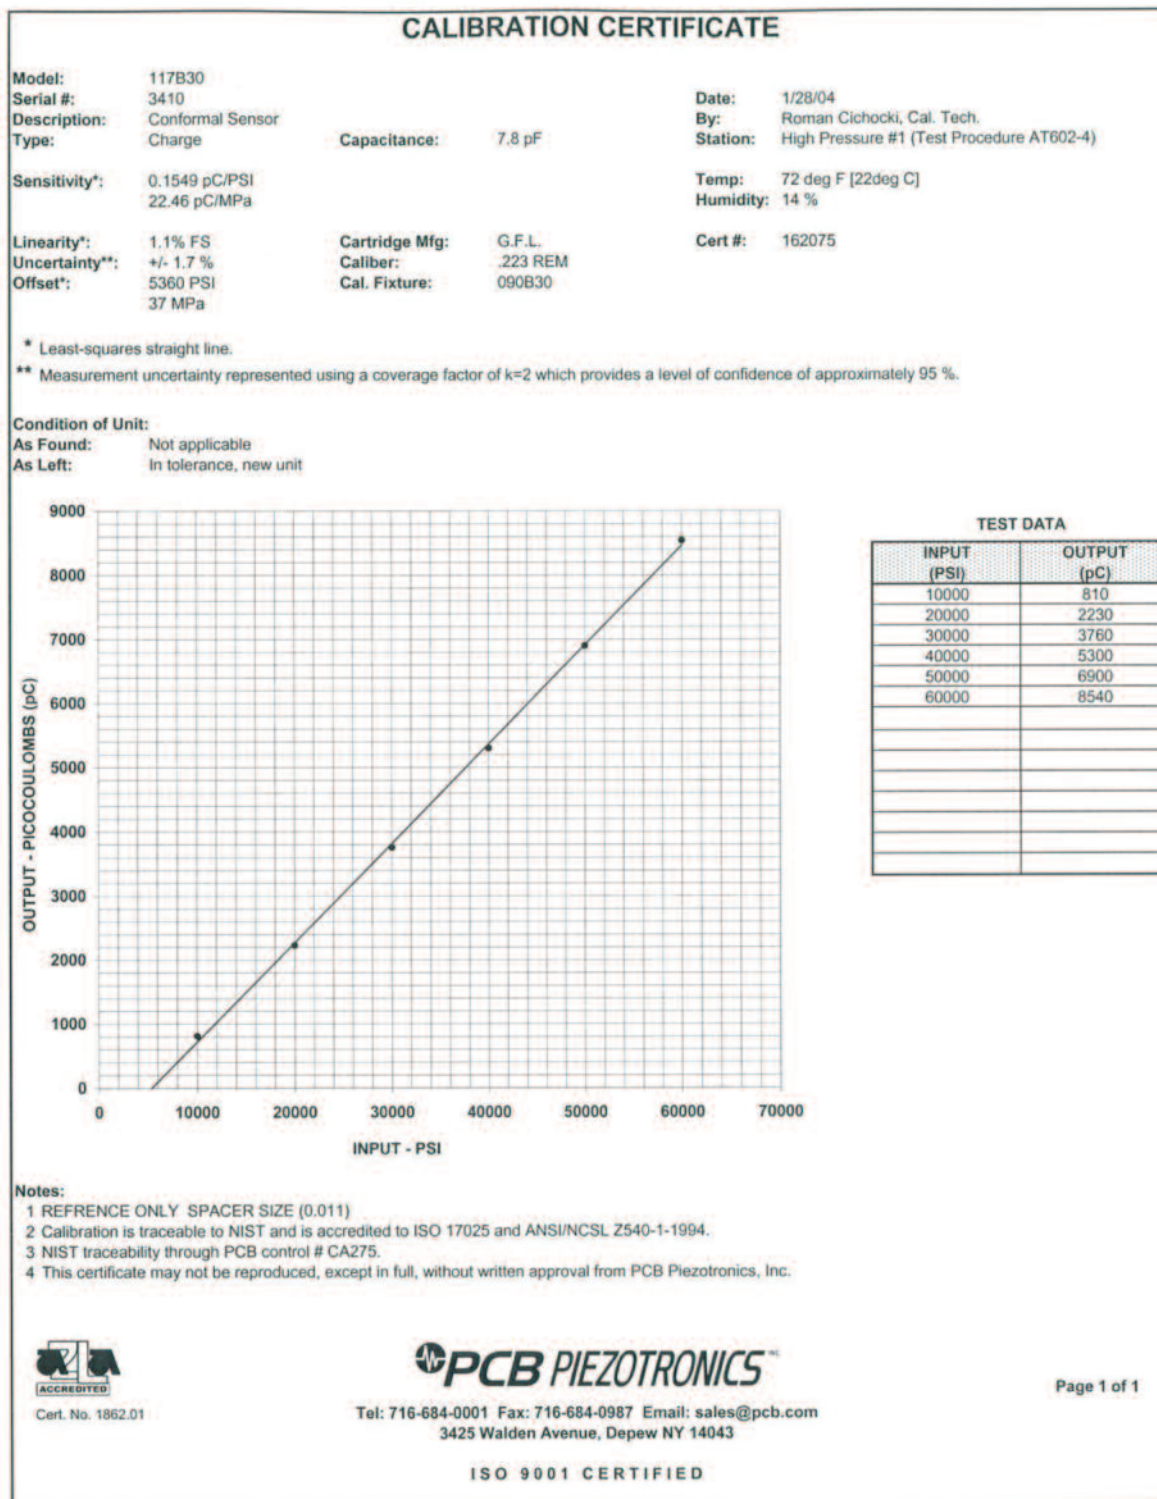 CALIBRATION CERTIFICATE
Model: 117B30
Serial #: 3410 Date: 1/28/04
Description: Conformal Sensor By: Roman Cichocki, Cal. Tech.
Type: Charge Capacitance: 7.8 pF Station: High Pressure #1 (Test Procedure AT602-4)
Sensitivity*: 0.1549 pC/PSI Temp: 72 deg F [22deg C]
22.46 pC/MPa Humidity: 14 %
Linearity*: 1.1% FS Cartridge Mfg: G.F.L. Cert #: 162075
Uncertainty**: +/- 1.7 % Caliber: .223 REM
Offset*: 5360 PSI Cal. Fixture: 090B30
37 MPa
* Least-squares straight line.
** Measurement uncertainty represented using a coverage factor of k=2 which provides a level of confidence of approximately 95 %.
Condition of Unit:
As Found: Not applicable
As Left: In tolerance, new unit
9000
8000
7000
6000
5000
4000
3000
2000
1000
0
OUTPUT - PICOCOULOMBS (pC)
0 10000 20000 30000 40000 50000 60000 70000
INPUT - PSI
TEST DATA
INPUT OUTPUT
(PSI) (pC)
10000 810
20000 2230
30000 3760
40000 5300
50000 6900
60000 8540
Notes:
1 REFRENCE ONLY SPACER SIZE (0.011)
2 Calibration is traceable to NIST and is accredited to ISO 17025 and ANSI/NCSL Z540-1-1994.
3 NIST traceability through PCB control # CA275.
4 This certificate may not be reproduced, except in full, without written approval from PCB Piezotronics, Inc.
ACCREDITED
Cert. No. 1862.01
PCB PIEZOTRONICS INC.
Tel: 716-684-0001 Fax: 716-684-0987 Email: sales@pcb.com
3425 Walden Avenue, Depew NY 14043
ISO 9001 CERTIFIED
Page 1 of 1